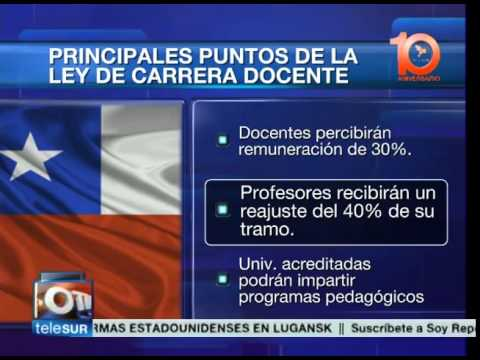 PRINCIPALES PUNTOS DE LA
LEY DE CARRERA DOCENTE
10
ANIVERSARIO
Docentes percibirán
remuneración de 30%.
Profesores recibirán un
reajuste del 40% de su
tramo.
Univ. acreditadas
podrán impartir
programas pedagógicos
teleSUR
RMAS ESTADOUNIDENSES EN LUGANSK || Suscríbete a Soy Rep